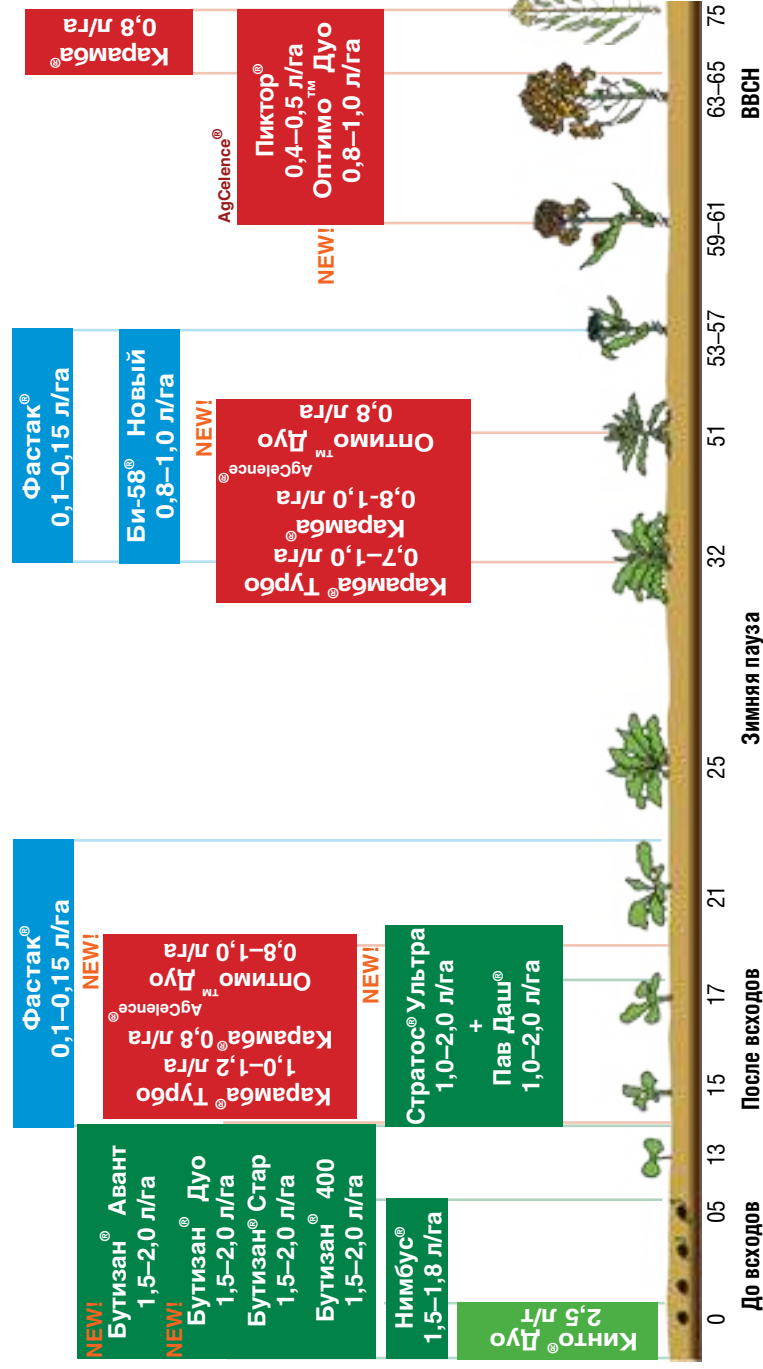 Фастак®
0,1–0,15 л/га
Фастак®
0,1–0,15 л/га
Би-58® Новый
0,8–1,0 л/га
Карамба®
0,8 л/га
NEW!
Бутизан® Авант
1,5–2,0 л/га
NEW!
Бутизан® Дуо
1,5–2,0 л/га
Бутизан® Стар
1,5–2,0 л/га
Бутизан® 400
1,5–2,0 л/га
NEW!
Карамба® Турбо
1,0–1,2 л/га
Карамба® 0,8 л/га
AgCelence®
Оптимо™ Дуо
0,8–1,0 л/га
NEW!
Карамба® Турбо
0,7–1,0 л/га
Карамба®
0,8-1,0 л/га
AgCelence®
Оптимо™ Дуо
0,8 л/га
AgCelence®
NEW!
Пиктор®
0,4–0,5 л/га
Оптимо™ Дуо
0,8–1,0 л/га
Нимбус®
1,5–1,8 л/га
NEW!
Стратос® Ультра
1,0–2,0 л/га
+
Пав Даш®
1,0–2,0 л/га
Кинто® Дуо
2,5 л/т
0 05 13 15 17 21 25 32 51 53–57 59–61 63–65 75
До всходов После всходов Зимняя пауза ВВСН